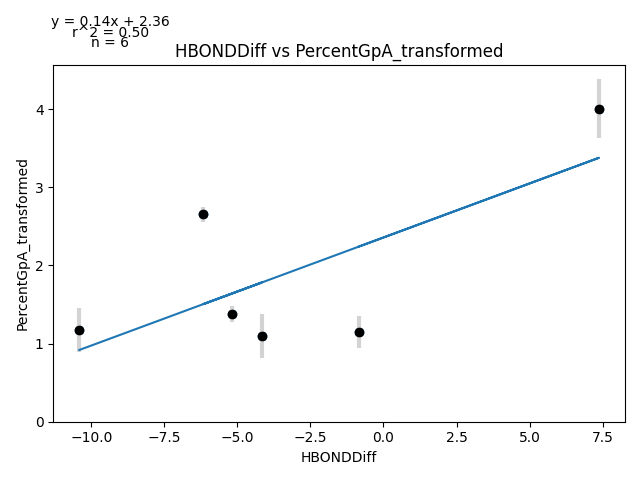 y = 0.14x + 2.36
r^2 = 0.50
n = 6
HBONDDiff vs PercentGpA_transformed
PercentGpA_transformed
4
3
2
1
0
−10.0 −7.5 −5.0 −2.5 0.0 2.5 5.0 7.5
HBONDDiff